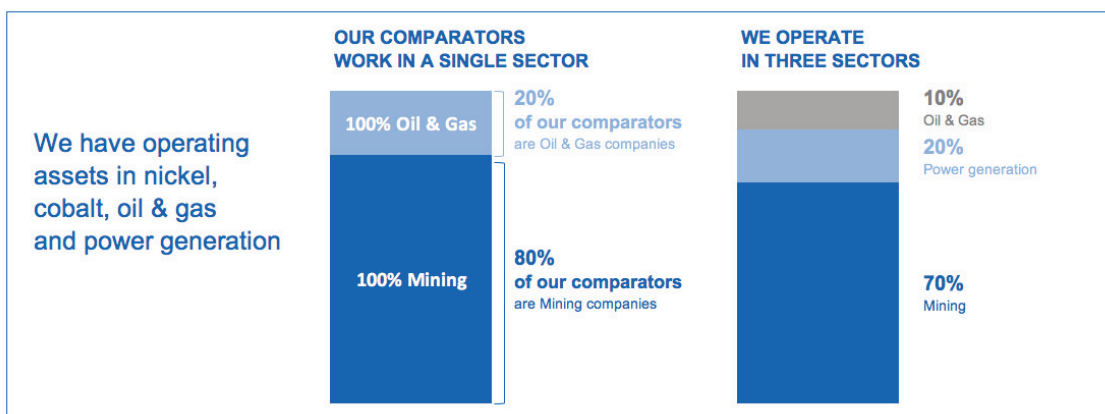 We have operating
assets in nickel,
cobalt, oil & gas
and power generation
OUR COMPARATORS
WORK IN A SINGLE SECTOR
100% Oil & Gas
20%
of our comparators
are Oil & Gas companies
100% Mining
80%
of our comparators
are Mining companies
WE OPERATE
IN THREE SECTORS
10%
Oil & Gas
20%
Power generation
70%
Mining